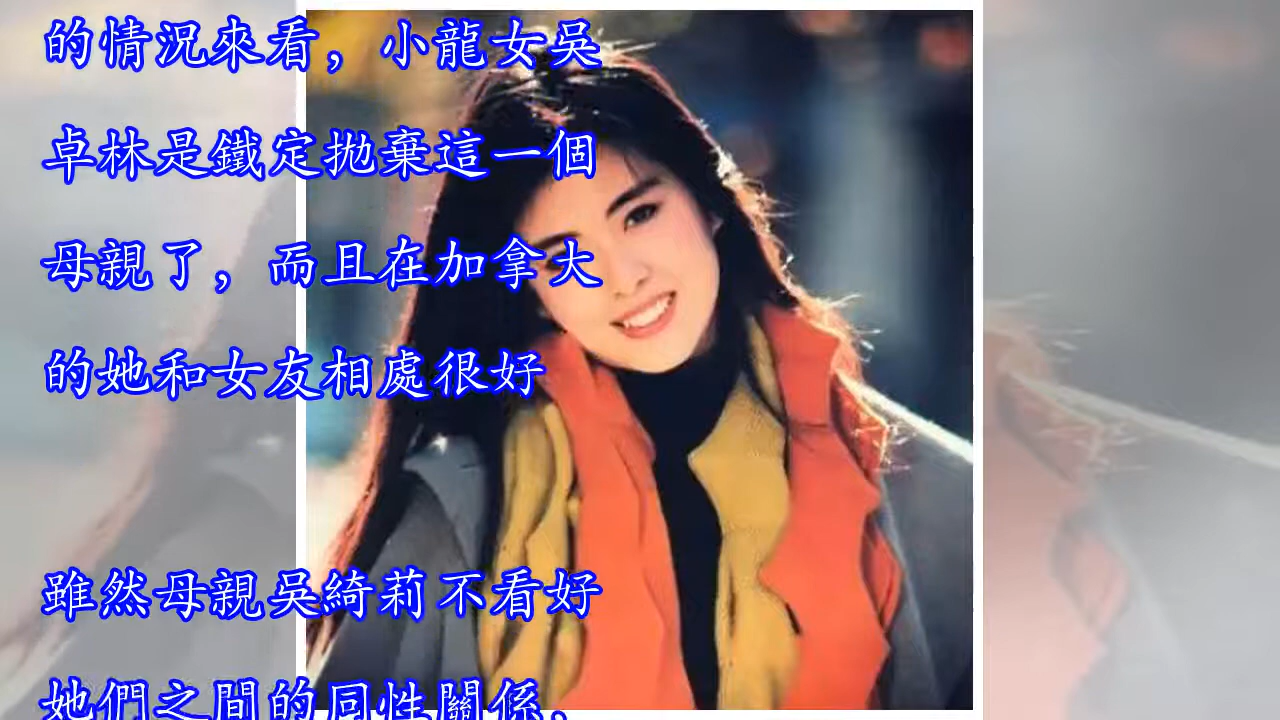 的情況來看，小龍女吳
卓林是鐵定拋棄這一個
母親了，而且在加拿大
的她和女友相處很好
雖然母親吳綺莉不看好
她們之間的同性關係，